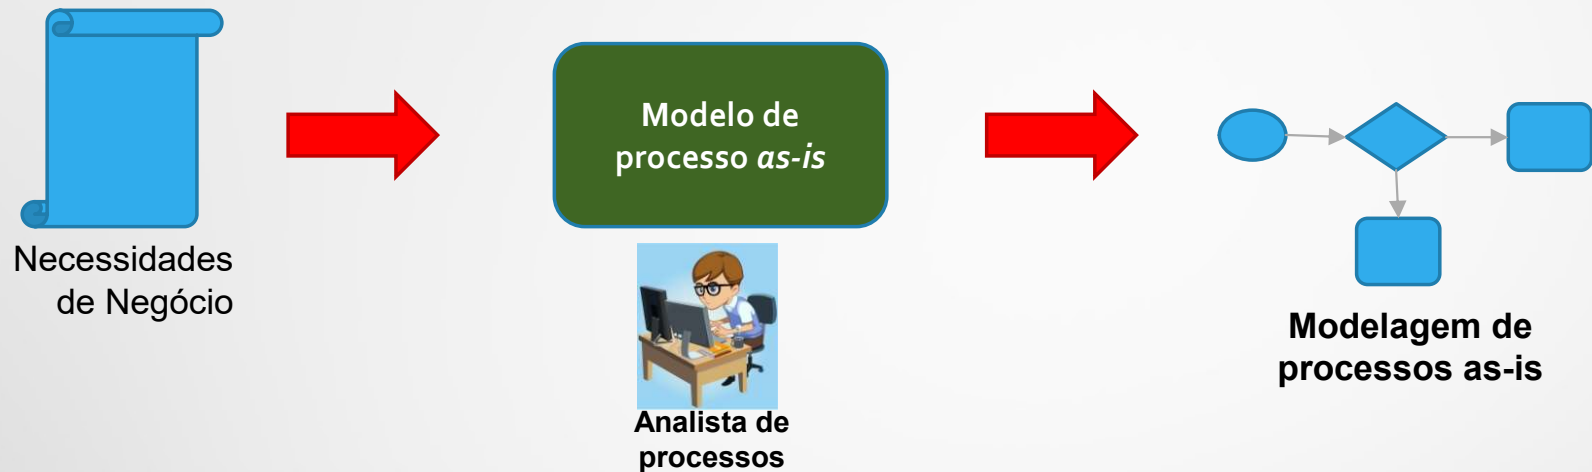 Necessidades
de Negócio
Modelo de
processo as-is
Analista de
processos
Modelagem de
processos as-is